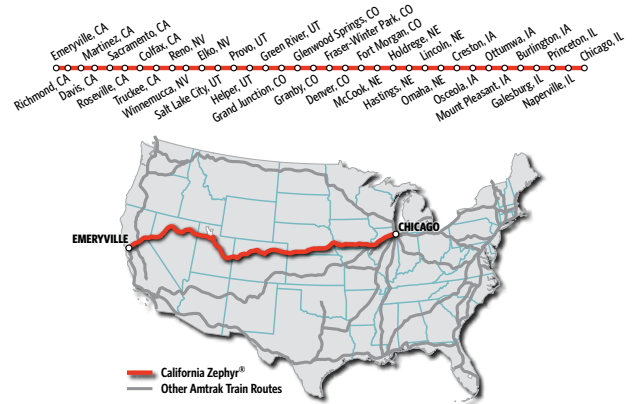 Emeryville, CA
Martinez, CA
Sacramento, CA
Colfax, CA
Reno, NV
Elko, NV
Provo, UT
Green River, UT
Glenwood Springs, CO
Fraser-Winter Park, CO
Fort Morgan, CO
Holdrege, NE
Lincoln, NE
Creston, IA
Ottumwa, IA
Burlington, IA
Princeton, IL
Chicago, IL
Richmond, CA
Davis, CA
Roseville, CA
Truckee, CA
Winnemucca, NV
Salt Lake City, UT
Helper, UT
Grand Junction, CO
Granby, CO
Denver, CO
McCook, NE
Hastings, NE
Omaha, NE
Osceola, IA
Mount Pleasant, IA
Galesburg, IL
Naperville, IL
EMERYVILLE
CHICAGO
California Zephyr®
Other Amtrak Train Routes